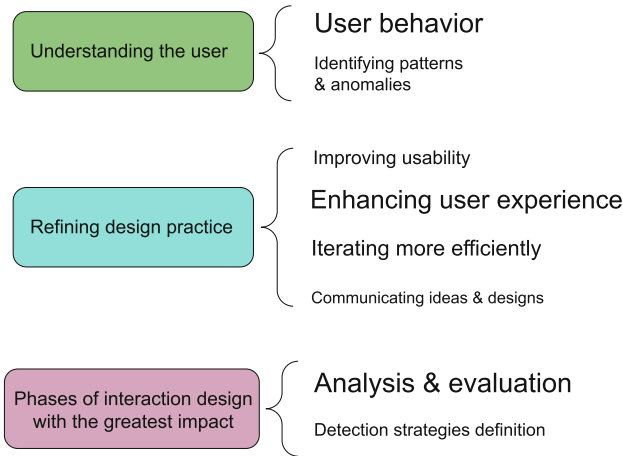 Understanding the user
User behavior
Identifying patterns
& anomalies
Refining design practice
Improving usability
Enhancing user experience
Iterating more efficiently
Communicating ideas & designs
Phases of interaction design
with the greatest impact
Analysis & evaluation
Detection strategies definition